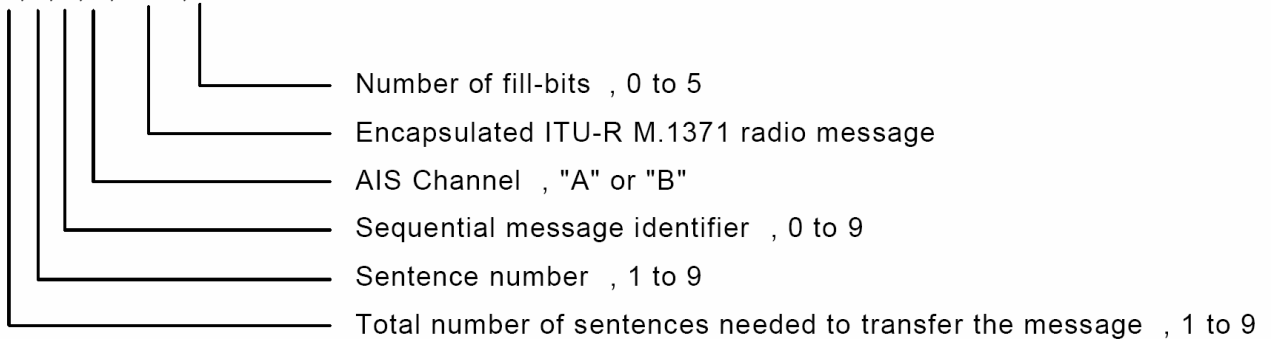 Number of fill-bits , 0 to 5
Encapsulated ITU-R M.1371 radio message
AIS Channel , "A" or "B"
Sequential message identifier , 0 to 9
Sentence number , 1 to 9
Total number of sentences needed to transfer the message , 1 to 9